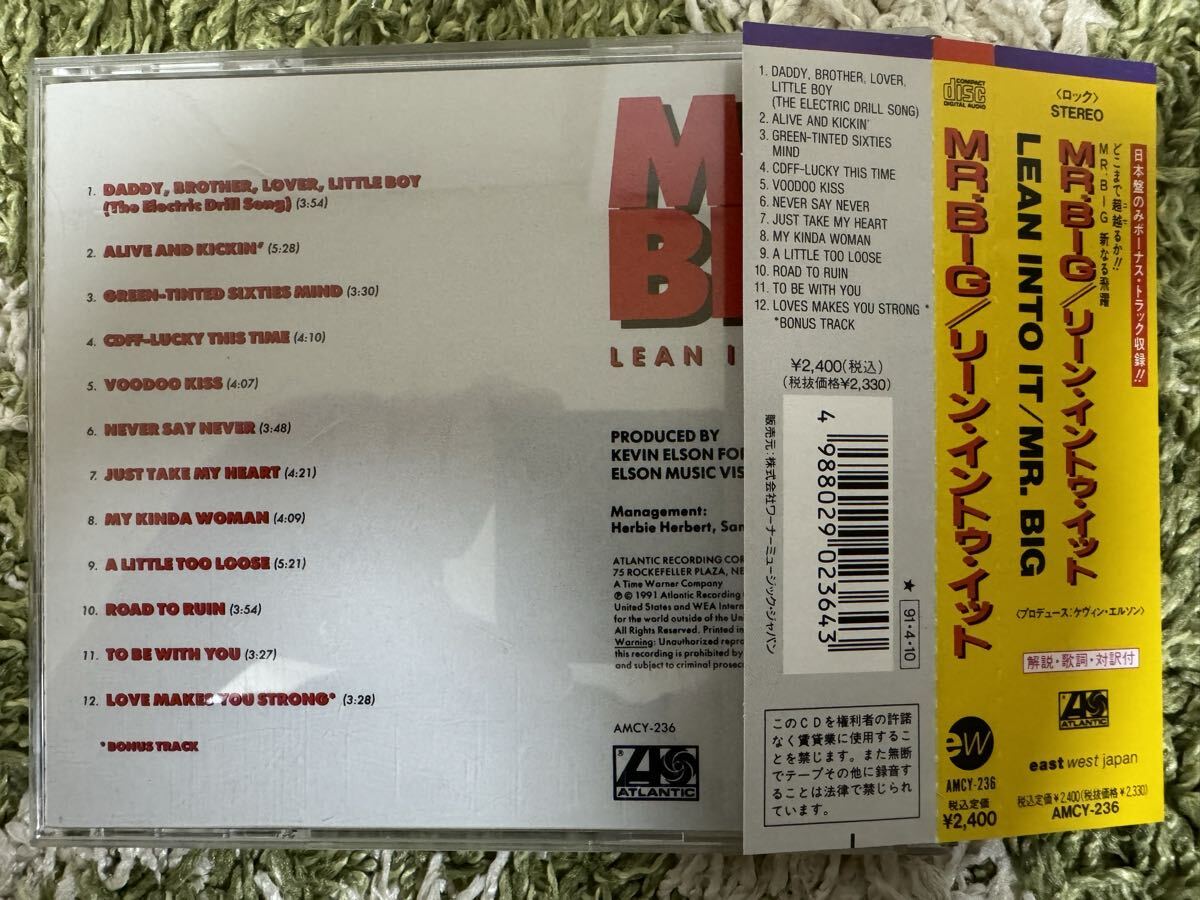 1. DADDY, BROTHER, LOVER, LITTLE BOY
(The Electric Drill Song) (3:54)
2. ALIVE AND KICKIN' (5:28)
3. GREEN-TINTED SIXTIES MIND (3:30)
4. CDFF-LUCKY THIS TIME (4:10)
5. VOODOO KISS (4:07)
6. NEVER SAY NEVER (3:48)
7. JUST TAKE MY HEART (4:21)
8. MY KINDA WOMAN (4:09)
9. A LITTLE TOO LOOSE (5:21)
10. ROAD TO RUIN (3:54)
11. TO BE WITH YOU (3:27)
12. LOVE MAKES YOU STRONG* (3:28)
*BONUS TRACK
M
BI
LEAN I
PRODUCED BY
KEVIN ELSON FOR
ELSON MUSIC VIS
Management:
Herbie Herbert, San
ATLANTIC RECORDING COR
75 ROCKEFELLER PLAZA, NE
A Time Warner Company
℗ © 1991 Atlantic Recording
United States and WEA Intern
for the world outside of the Uni
All Rights Reserved. Printed in
Warning: Unauthorized repro
this recording is prohibited by
and subject to criminal prosec
AMCY-236
ATLANTIC
1. DADDY, BROTHER, LOVER,
LITTLE BOY
(THE ELECTRIC DRILL SONG)
2. ALIVE AND KICKIN'
3. GREEN-TINTED SIXTIES
MIND
4. CDFF-LUCKY THIS TIME
5. VOODOO KISS
6. NEVER SAY NEVER
7. JUST TAKE MY HEART
8. MY KINDA WOMAN
9. A LITTLE TOO LOOSE
10. ROAD TO RUIN
11. TO BE WITH YOU
12. LOVES MAKES YOU STRONG *
*BONUS TRACK
¥2,400(税込)
(税抜価格¥2,330)
4 988029 023643
販売元:株式会社ワーナーミュージック・ジャパン
★ 91・4・10
このCDを権利者の許諾
なく賃貸業に使用するこ
とを禁じます。また無断
でテープその他に録音す
ることは法律で禁じられ
ています。
COMPACT
disc
DIGITAL AUDIO
MR.BIG/リーン・イントゥ・イット
ew
AMCY-236
税込定価
¥2,400
〈ロック〉
STEREO
日本盤のみボーナス・トラック収録!!
どこまで超越るか!!
MR.BIG 新なる飛躍
MR.BIG/リーン・イントゥ・イット
LEAN INTO IT/MR. BIG
〈プロデュース:ケヴィン・エルソン〉
解説・歌詞・対訳付
ATLANTIC
east west japan
税込定価¥2,400(税抜価格¥2,330)
AMCY-236